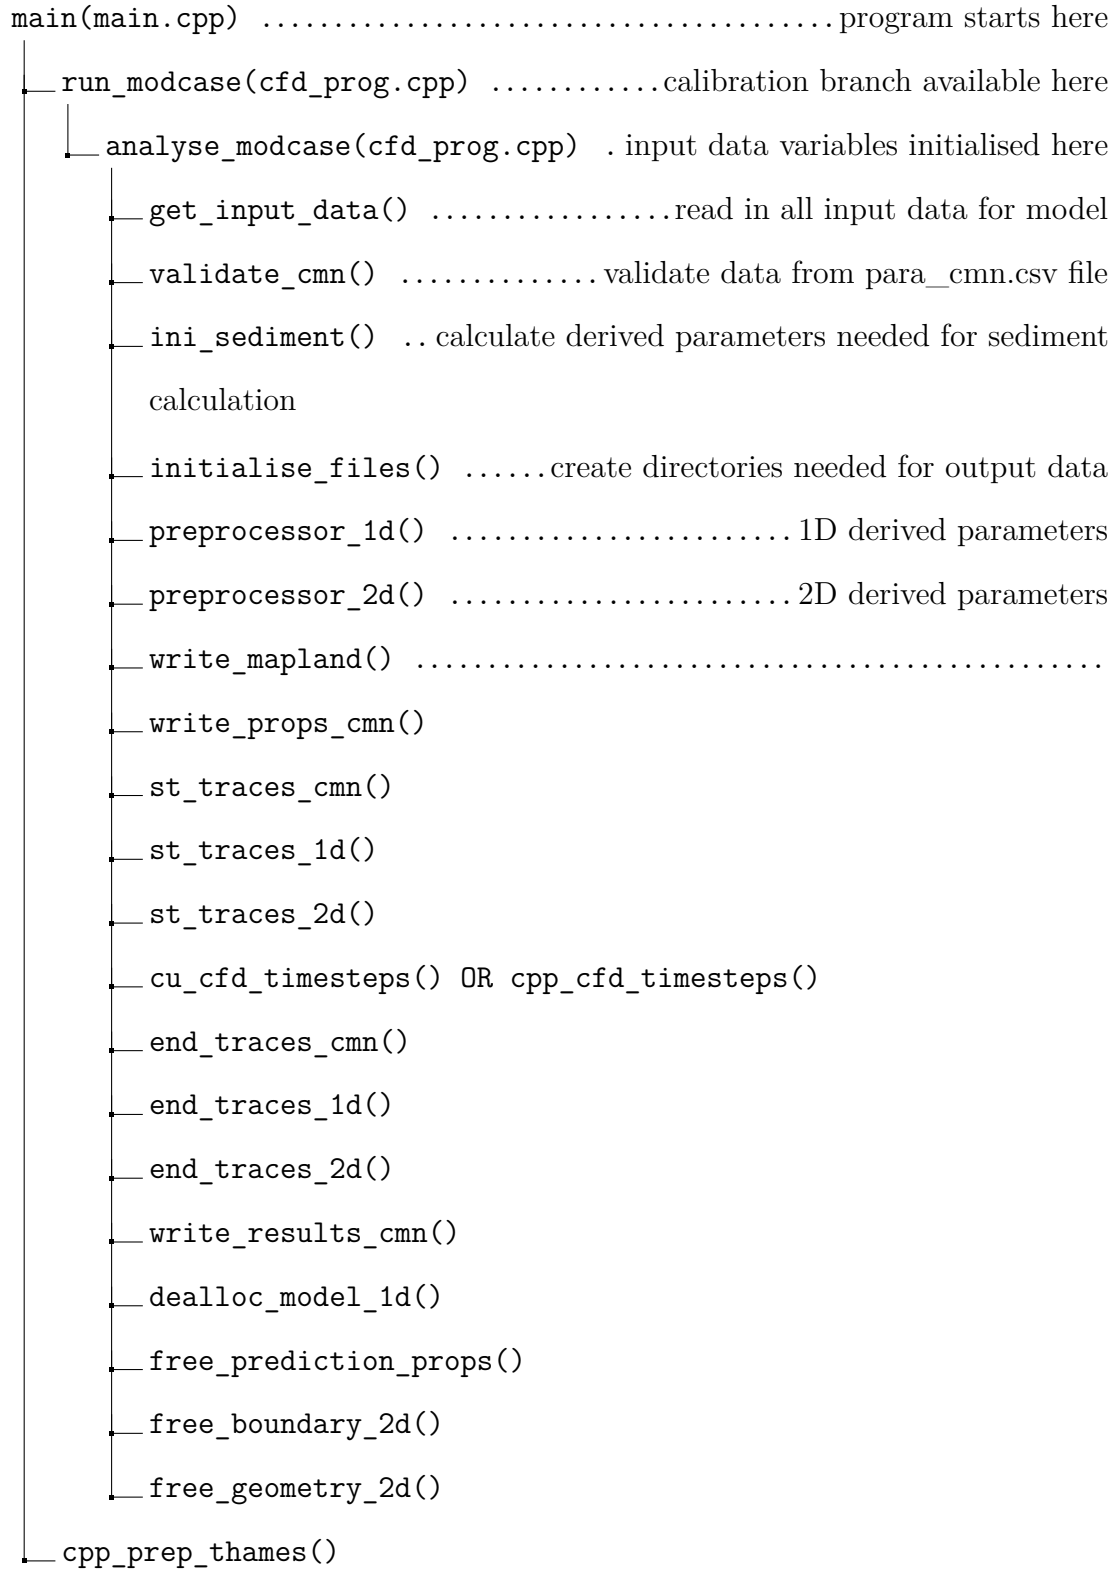 main(main.cpp) ........................................ program starts here
run_modcase(cfd_prog.cpp) ............ calibration branch available here
analyse_modcase(cfd_prog.cpp) . input data variables initialised here
get_input_data() ................. read in all input data for model
validate_cmn() .............. validate data from para_cmn.csv file
ini_sediment() .. calculate derived parameters needed for sediment
calculation
initialise_files() ...... create directories needed for output data
preprocessor_1d() ........................ 1D derived parameters
preprocessor_2d() ........................ 2D derived parameters
write_mapland() ................................................
write_props_cmn()
st_traces_cmn()
st_traces_1d()
st_traces_2d()
cu_cfd_timesteps() OR cpp_cfd_timesteps()
end_traces_cmn()
end_traces_1d()
end_traces_2d()
write_results_cmn()
dealloc_model_1d()
free_prediction_props()
free_boundary_2d()
free_geometry_2d()
cpp_prep_thames()